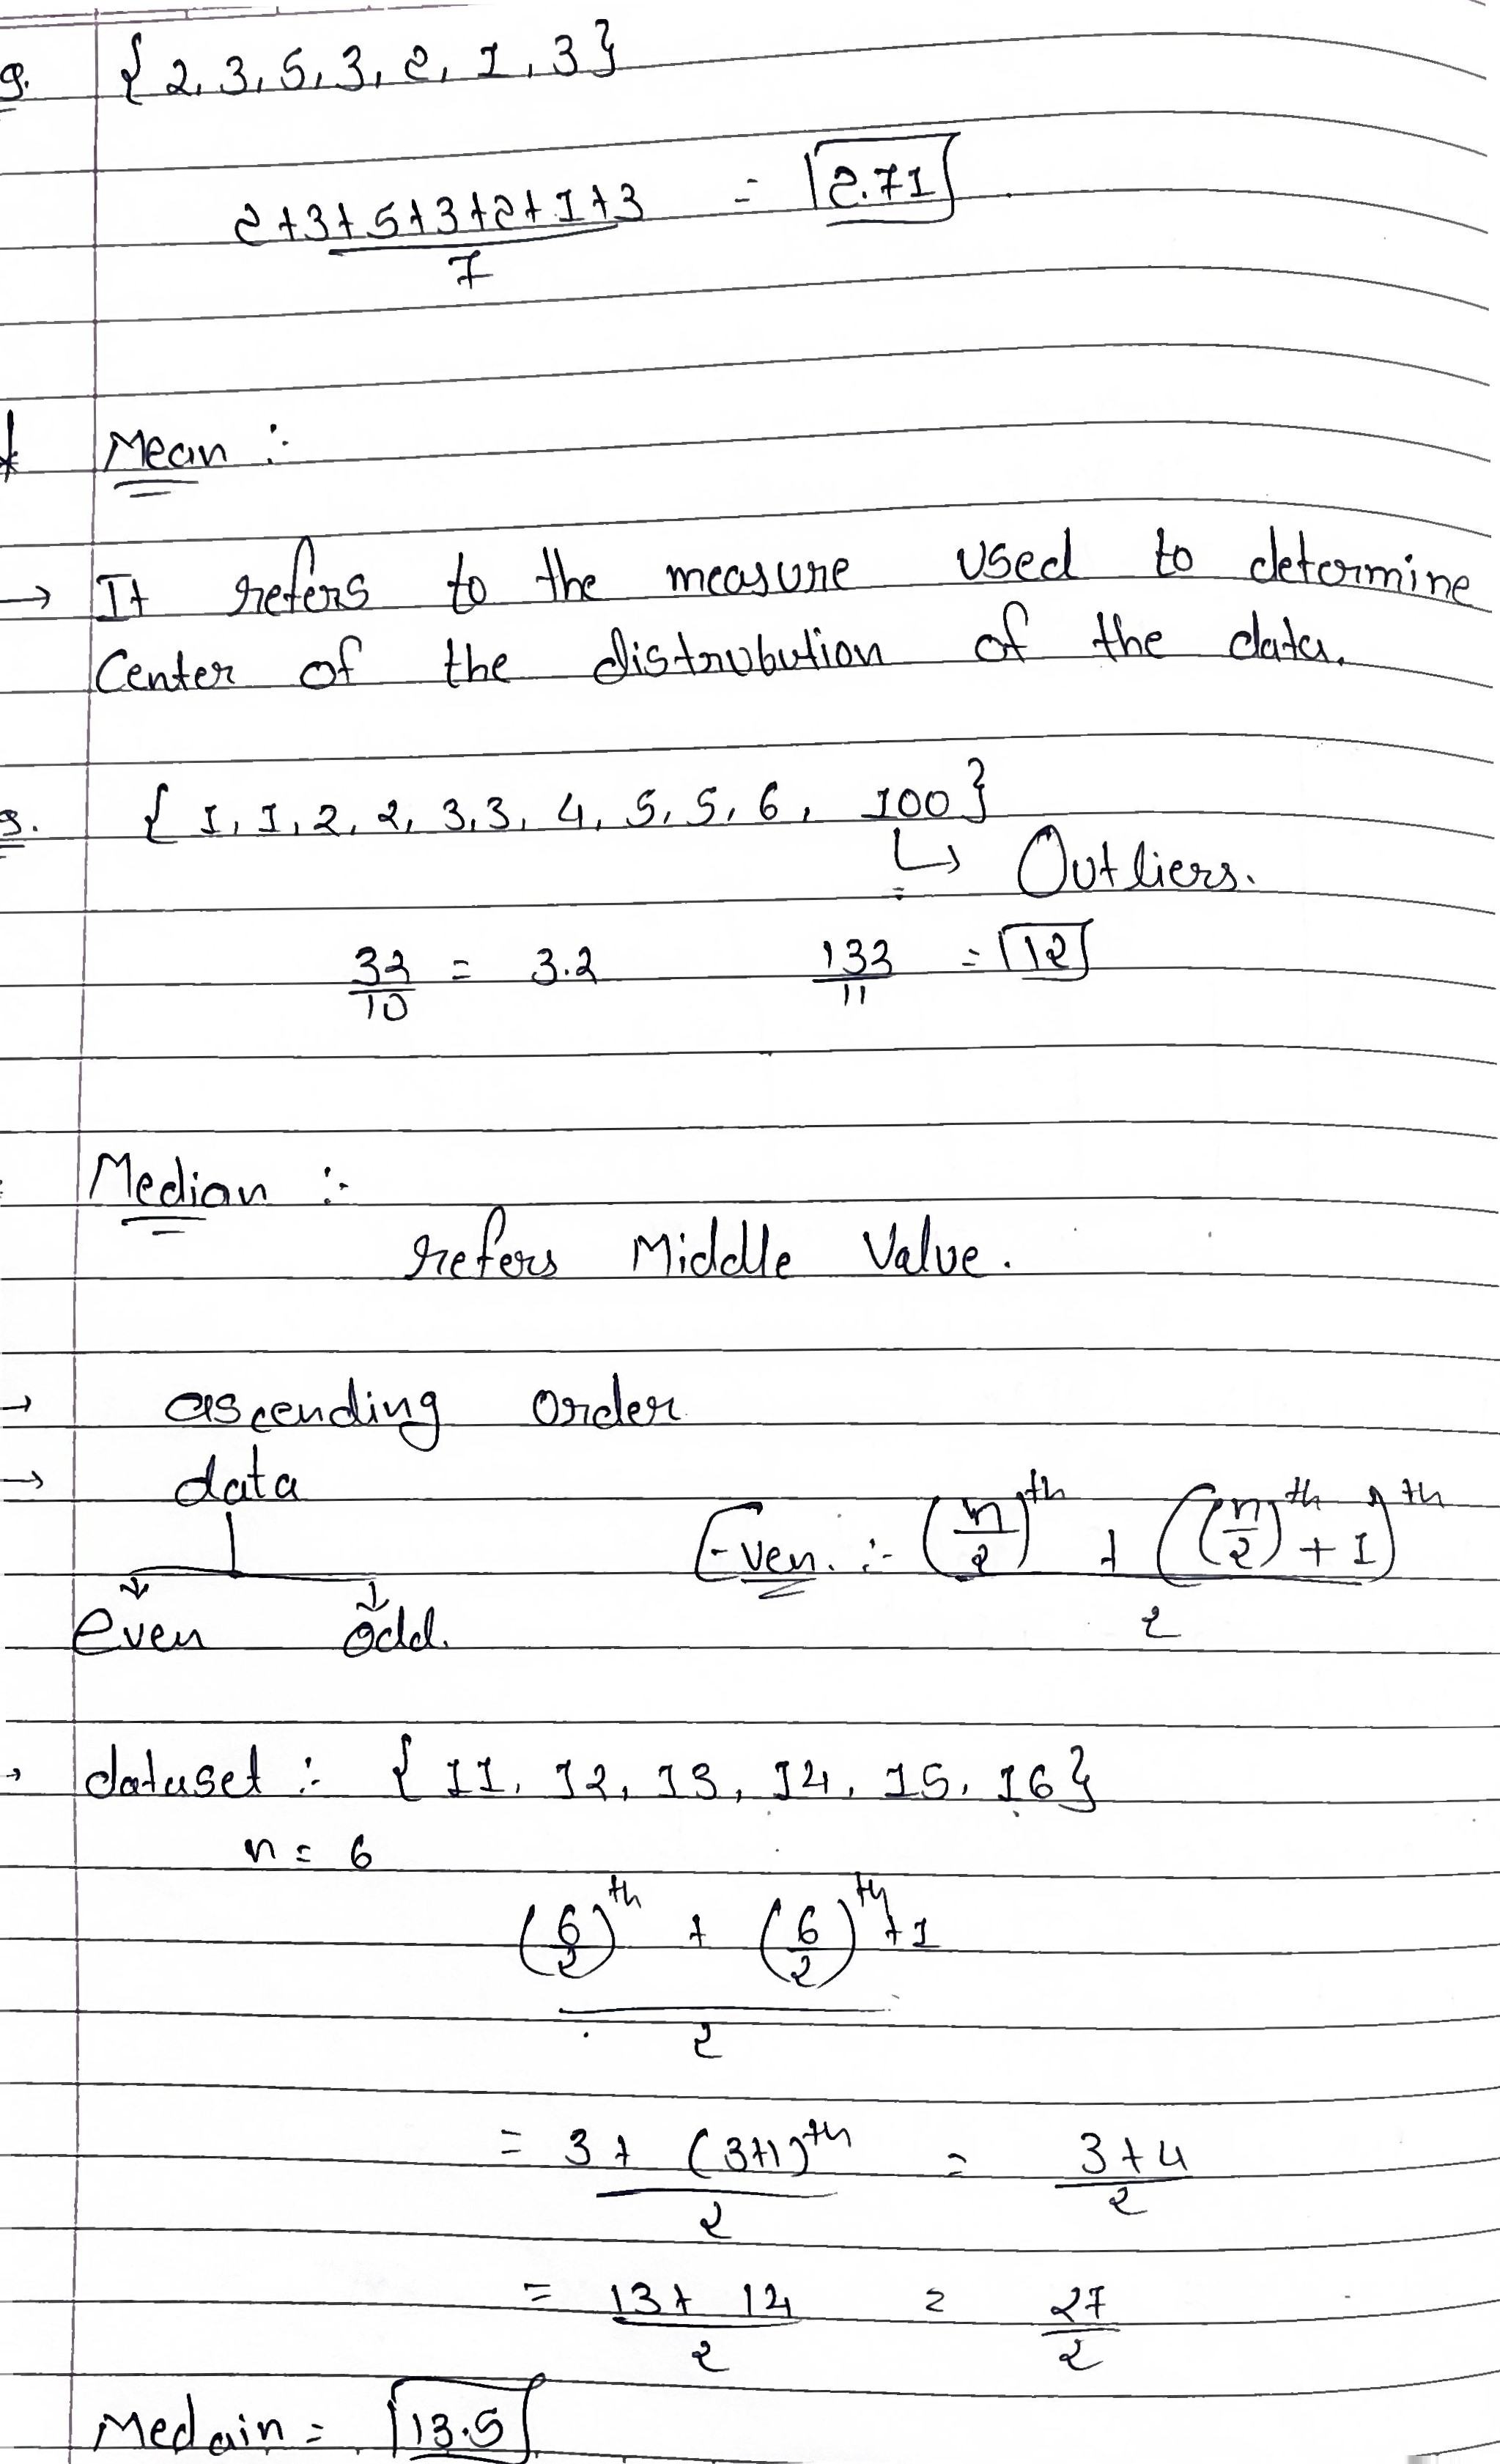 g. {2, 3, 5, 3, 2, 1, 3}
2+3+5+3+2+1+3 = 2.71
7
* Mean :-
→ It refers to the measure used to determine
Center of the distrubution of the data.
g. {1, 1, 2, 2, 3, 3, 4, 5, 5, 6, 100}
↳ Outliers.
32/10 = 3.2 132/11 = 12
Median :-
refers Middle Value.
→ ascending order
→ data
Even :- (n/2)th + ((n/2)th + 1)th
2
even odd.
→ dataset :- {11, 12, 13, 14, 15, 16}
n = 6
(6/2)th + (6/2)th + 1
2
= 3 + (3+1)th / 2 = 3+4 / 2
= 13 + 14 / 2 = 27 / 2
Medain = 13.5